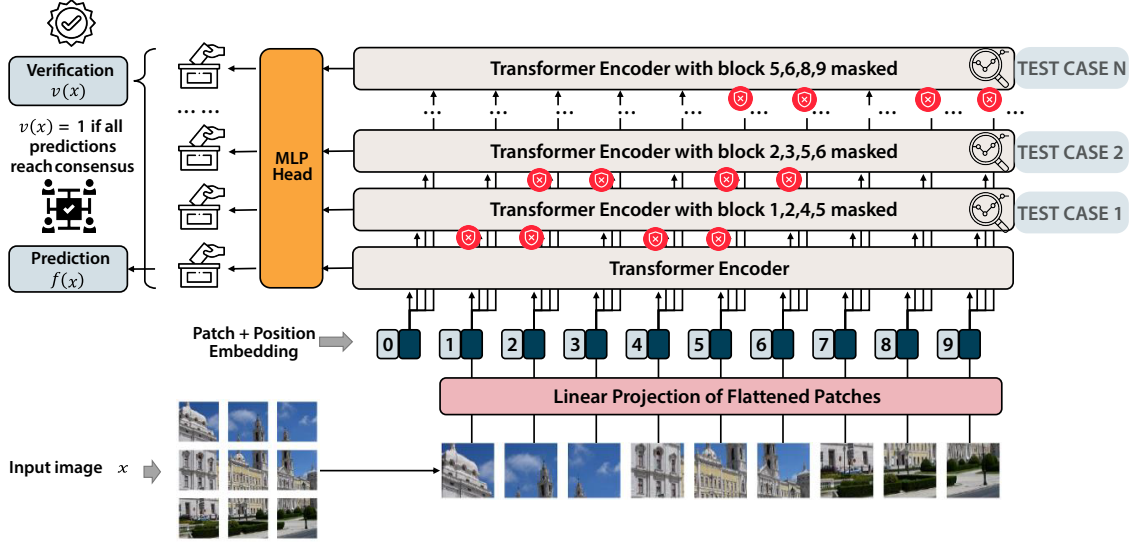 Transformer Encoder with block 5,6,8,9 masked
TEST CASE N
Verification
v(x)
... ...
... ... ... ... ... ... ... ... ... ...
v(x) = 1 if all
predictions
reach consensus
MLP
Head
Transformer Encoder with block 2,3,5,6 masked
TEST CASE 2
Transformer Encoder with block 1,2,4,5 masked
TEST CASE 1
Prediction
f(x)
Transformer Encoder
Patch + Position
Embedding
0 1 2 3 4 5 6 7 8 9
Linear Projection of Flattened Patches
Input image x